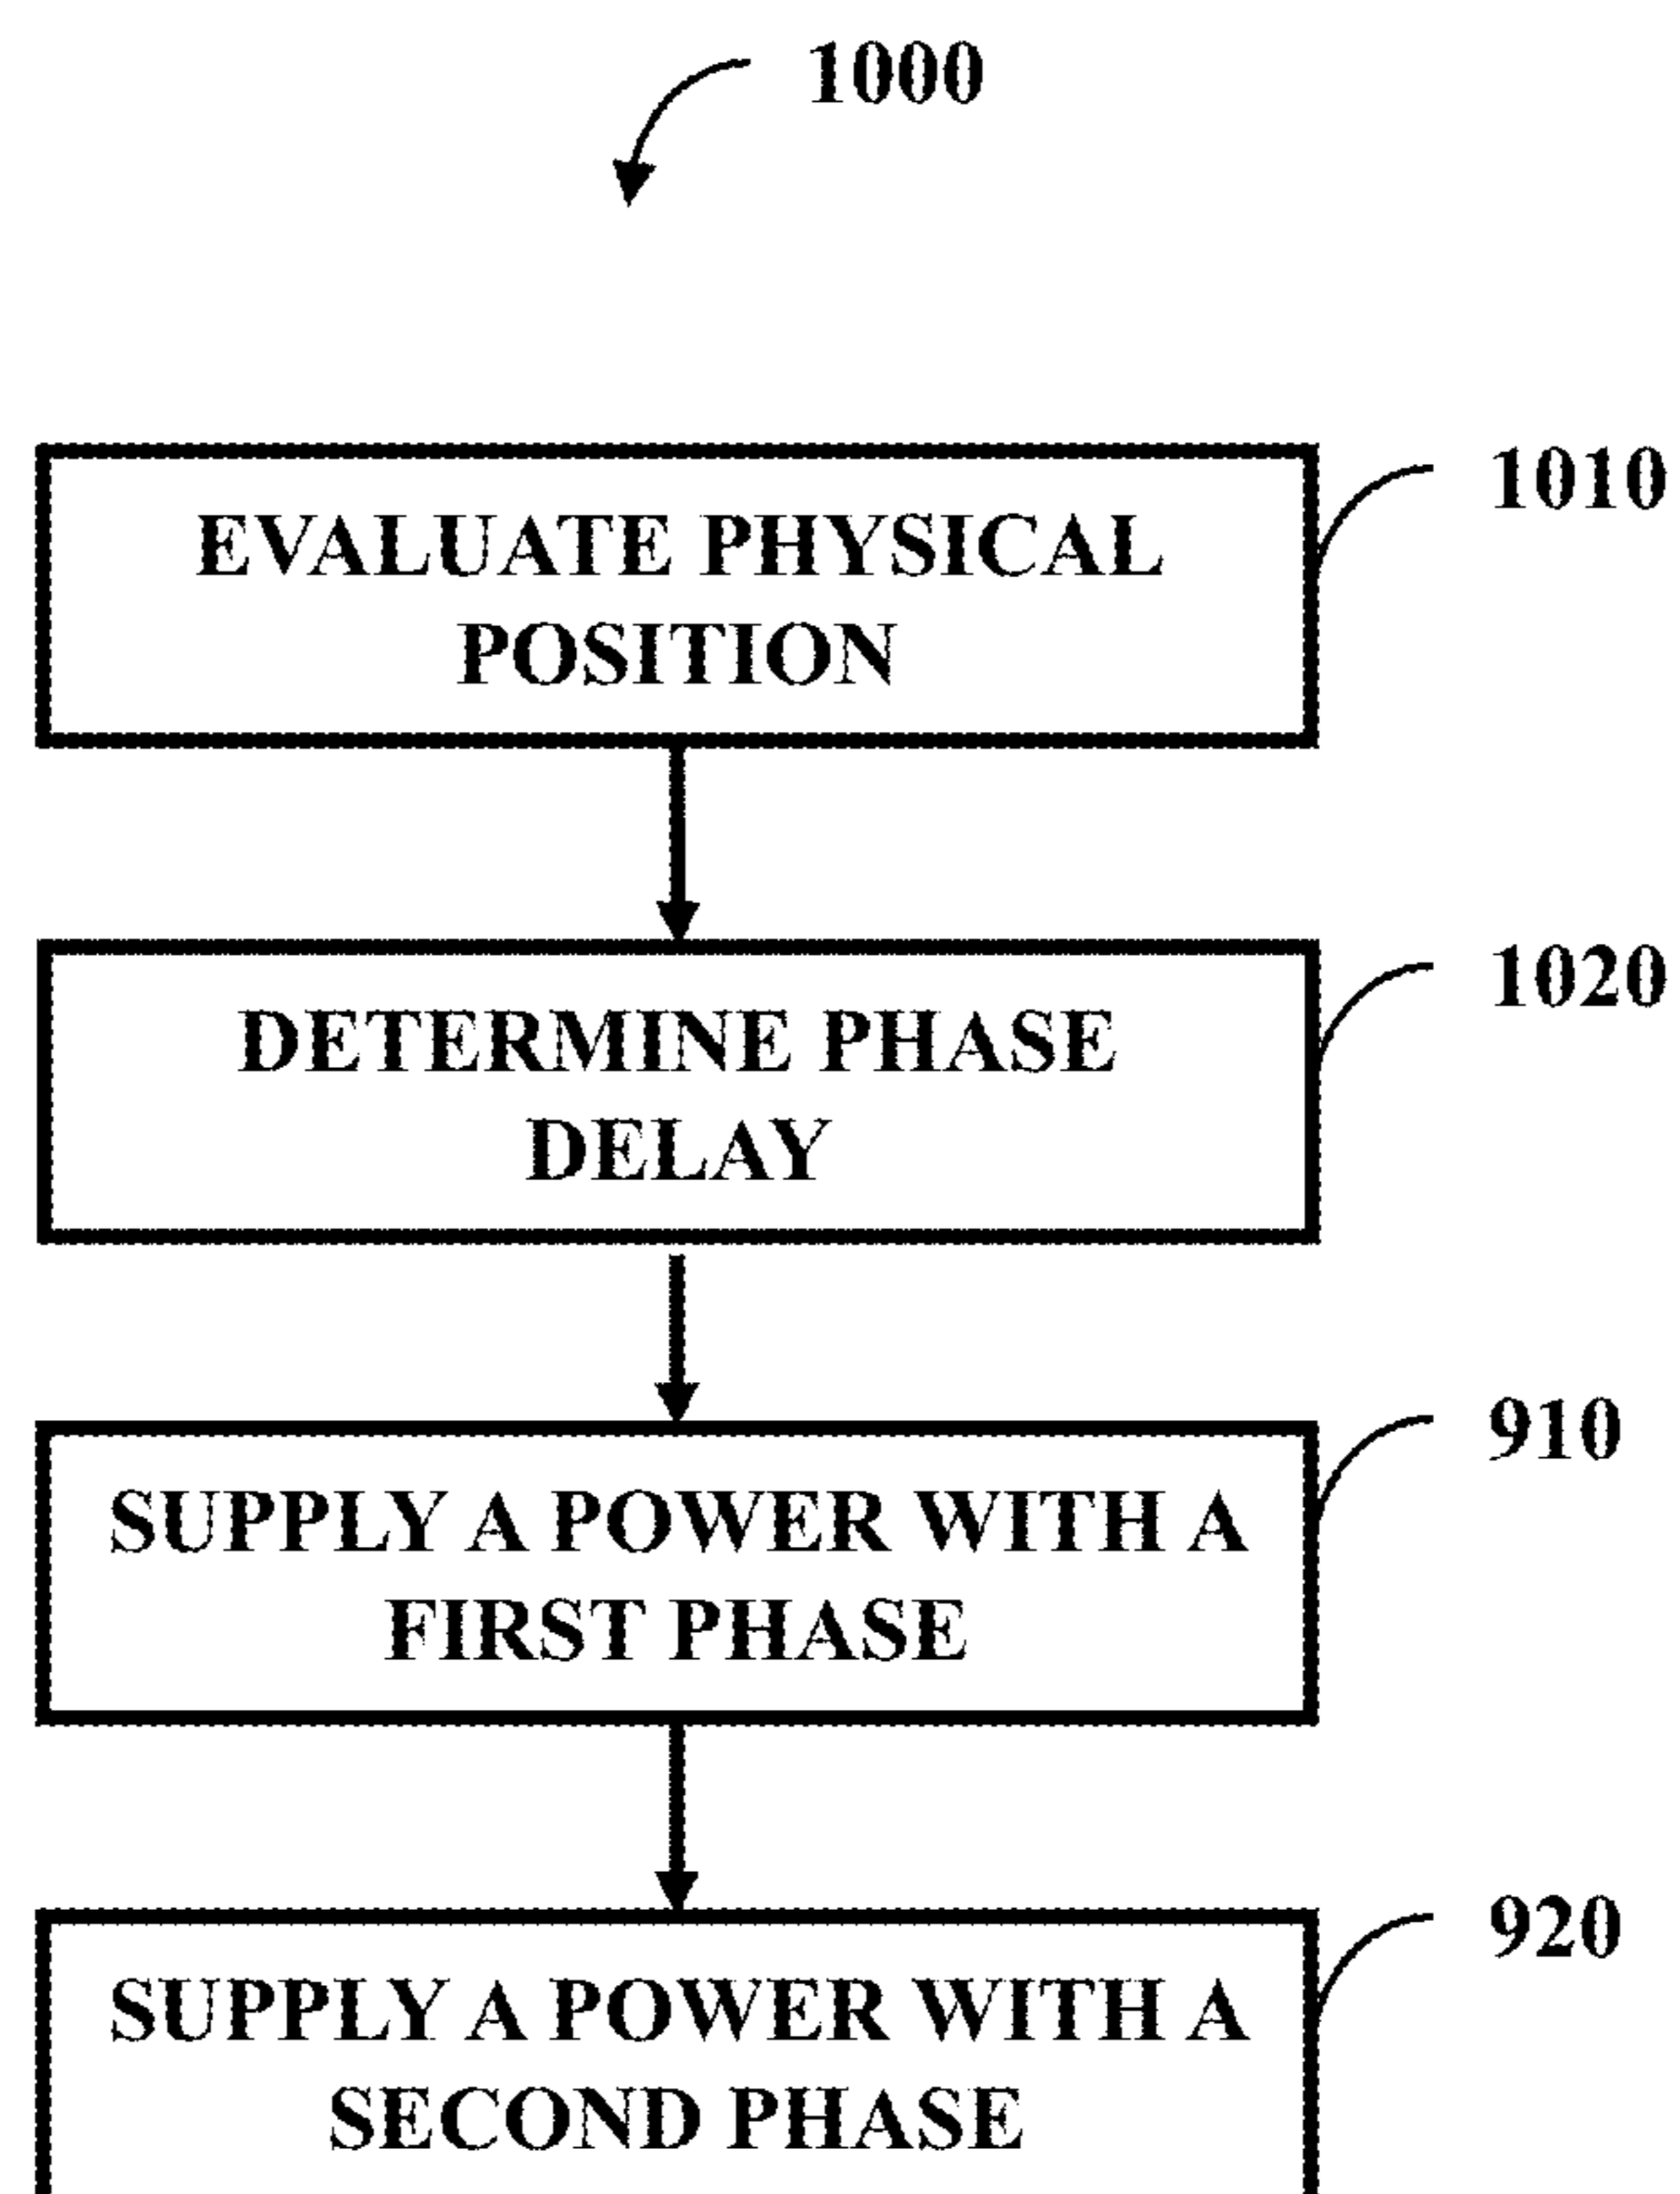 1000
1010
EVALUATE PHYSICAL
POSITION
1020
DETERMINE PHASE
DELAY
910
SUPPLY A POWER WITH A
FIRST PHASE
920
SUPPLY A POWER WITH A
SECOND PHASE